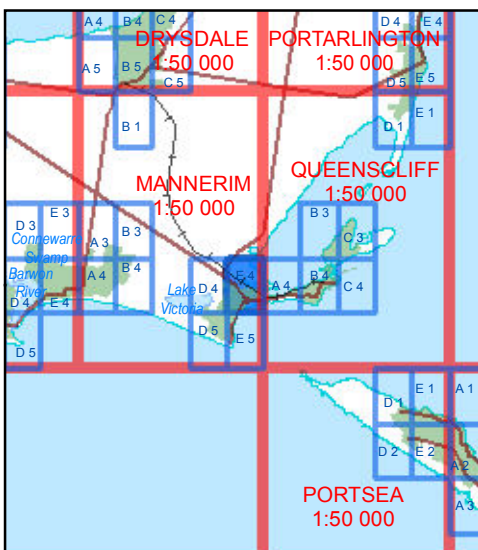 A 4 B 4 C 4 D 4 E 4
DRYSDALE PORTARLINGTON
1:50 000 1:50 000
A 5 B 5 C 5 D 5 E 5
B 1 D 1 E 1
MANNERIM QUEENSCLIFF
1:50 000 1:50 000
D 3 E 3 A 3 B 3 B 3 C 3
Connewarre
Swamp
Barwon
River
D 4 E 4 A 4 B 4 D 4 E 4 A 4 B 4 C 4
Lake
Victoria
D 5 D 5 E 5
D 1 E 1 A 1
D 2 E 2 A 2
PORTSEA
1:50 000
A 3